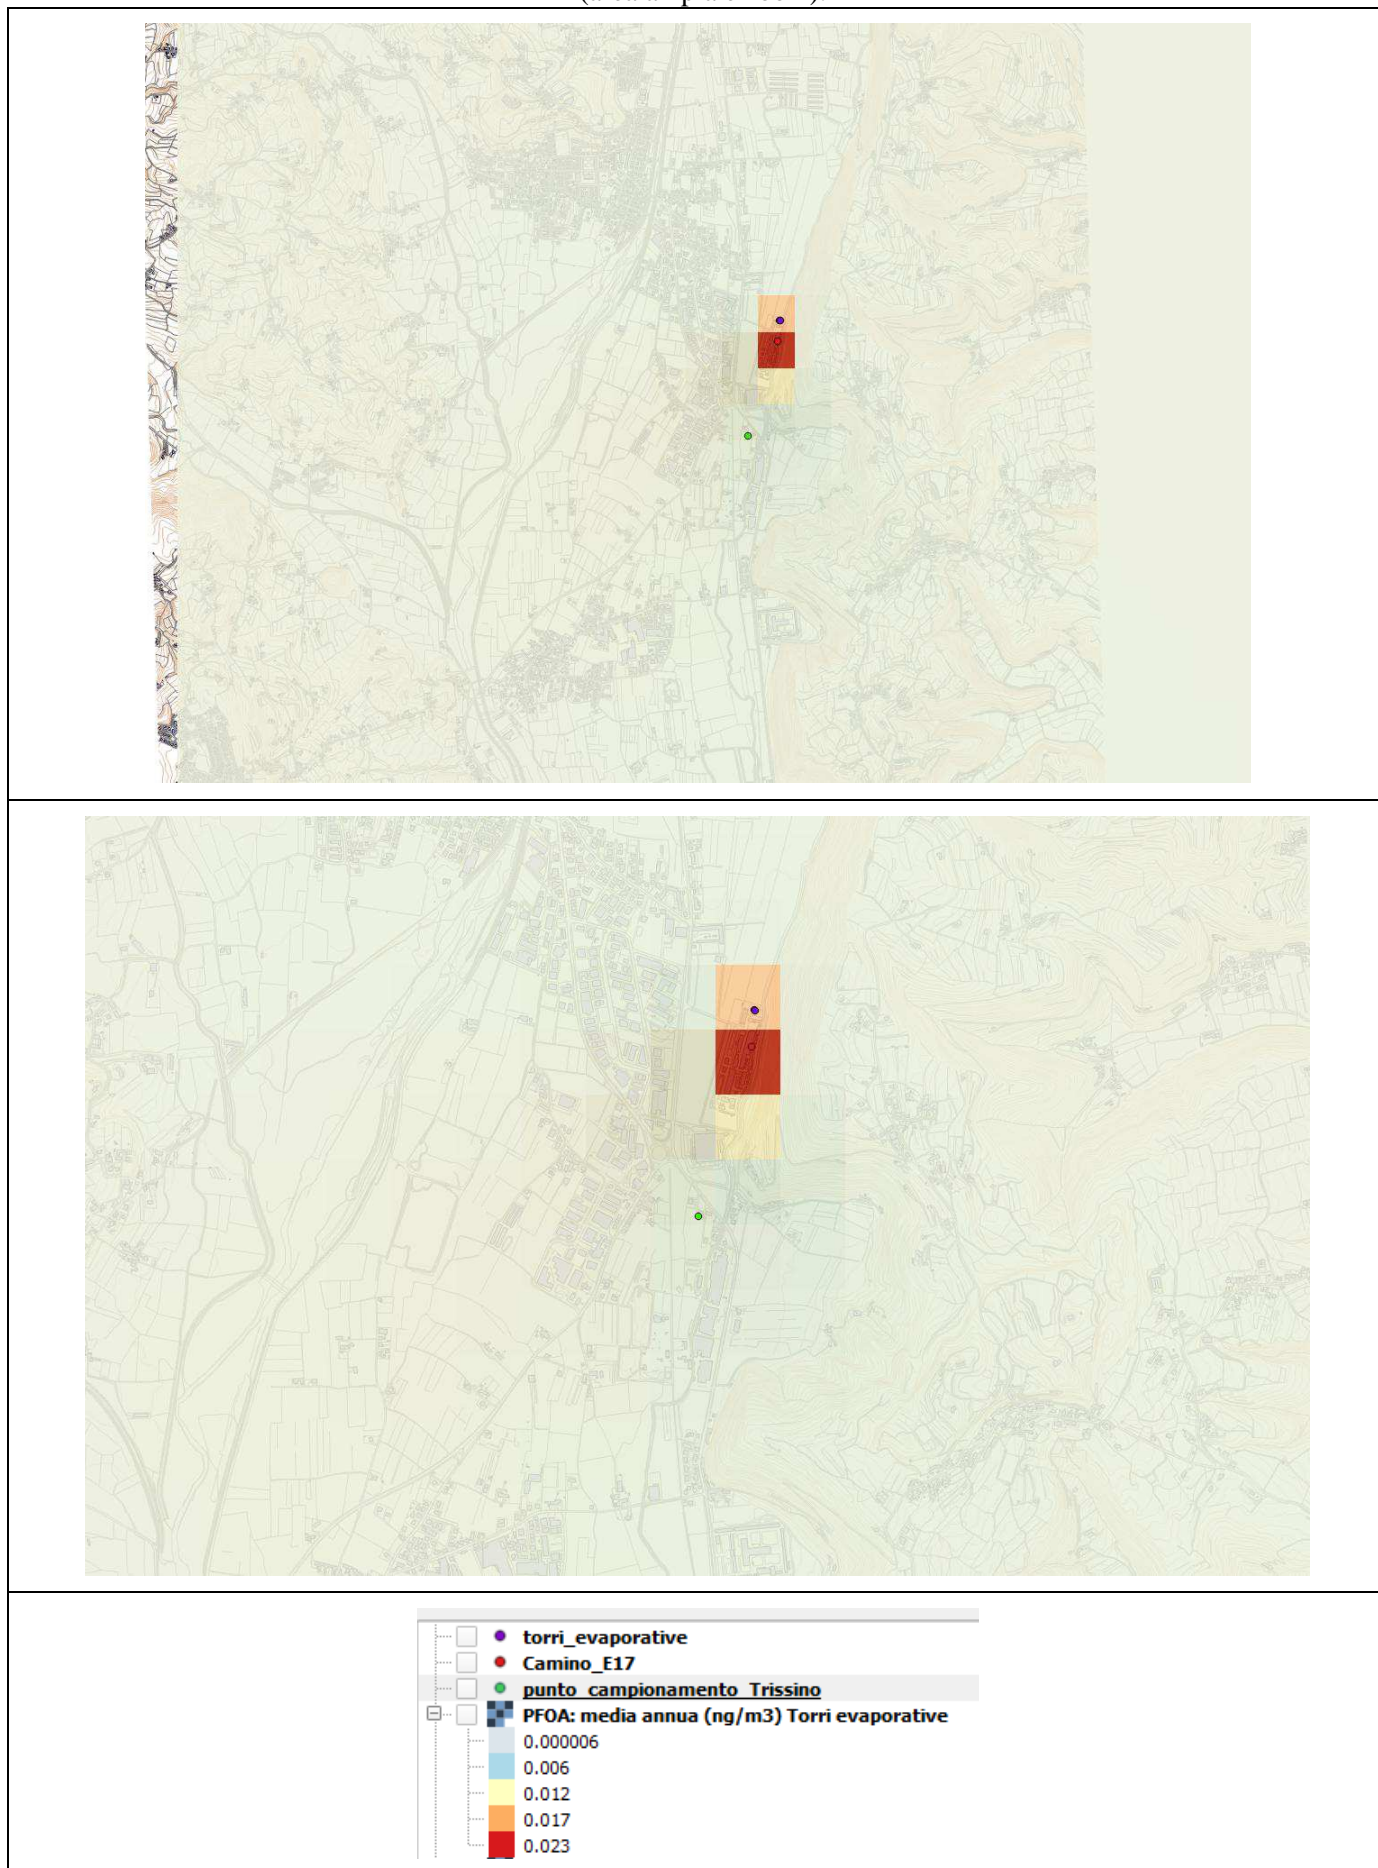 torri_evaporative
Camino_E17
punto_campionamento_Trissino
PFOA: media annua (ng/m3) Torri evaporative
0.000006
0.006
0.012
0.017
0.023